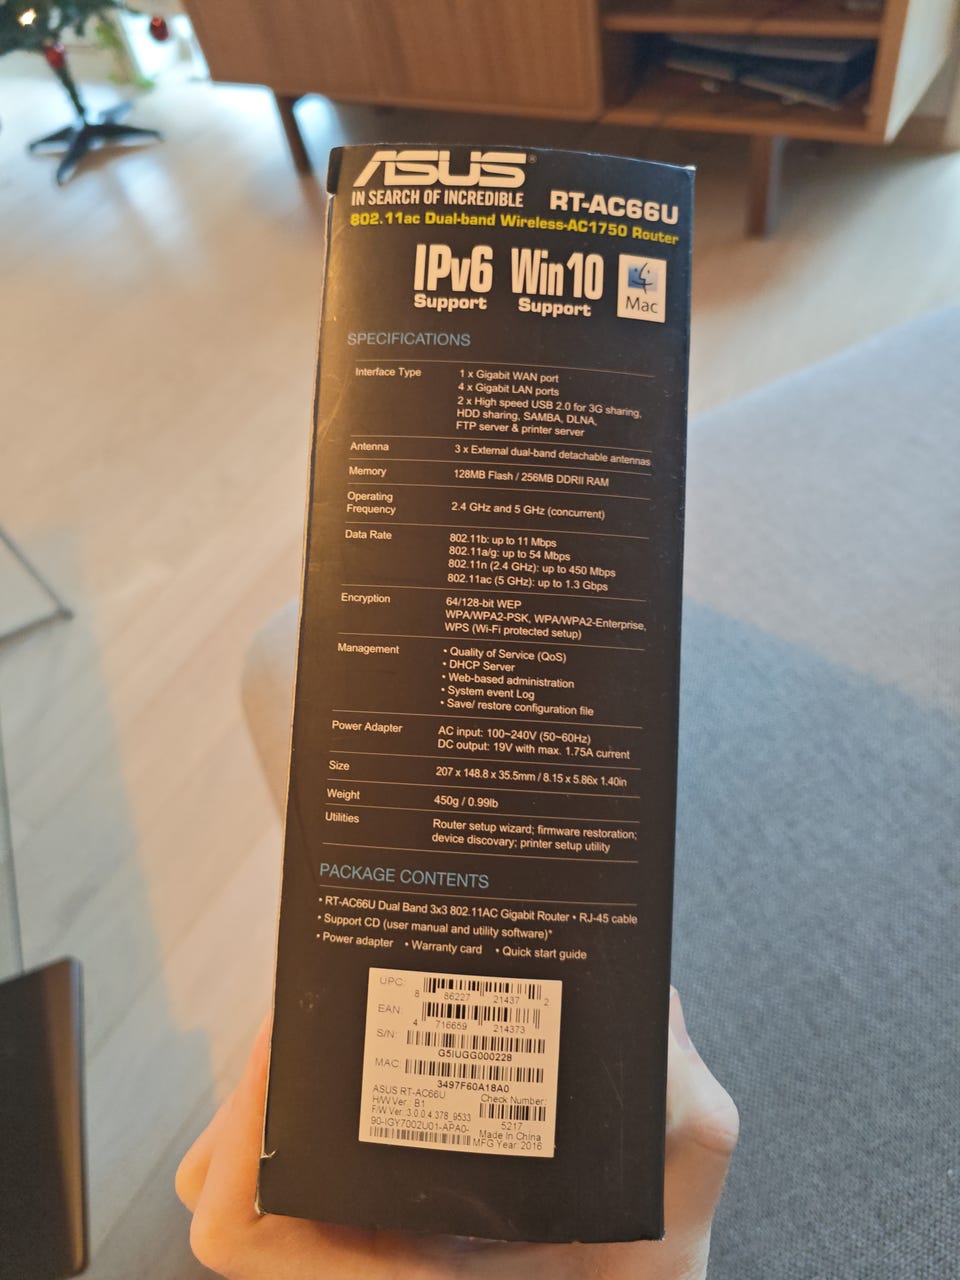 ASUS®
IN SEARCH OF INCREDIBLE
RT-AC66U
802.11ac Dual-band Wireless-AC1750 Router
IPv6 Support
Win10 Support
Mac
SPECIFICATIONS
Interface Type
1 x Gigabit WAN port
4 x Gigabit LAN ports
2 x High speed USB 2.0 for 3G sharing,
HDD sharing, SAMBA, DLNA,
FTP server & printer server
Antenna
3 x External dual-band detachable antennas
Memory
128MB Flash / 256MB DDRII RAM
Operating
Frequency
2.4 GHz and 5 GHz (concurrent)
Data Rate
802.11b: up to 11 Mbps
802.11a/g: up to 54 Mbps
802.11n (2.4 GHz): up to 450 Mbps
802.11ac (5 GHz): up to 1.3 Gbps
Encryption
64/128-bit WEP
WPA/WPA2-PSK, WPA/WPA2-Enterprise,
WPS (Wi-Fi protected setup)
Management
• Quality of Service (QoS)
• DHCP Server
• Web-based administration
• System event Log
• Save/ restore configuration file
Power Adapter
AC input: 100~240V (50~60Hz)
DC output: 19V with max. 1.75A current
Size
207 x 148.8 x 35.5mm / 8.15 x 5.86x 1.40in
Weight
450g / 0.99lb
Utilities
Router setup wizard; firmware restoration;
device discovary; printer setup utility
PACKAGE CONTENTS
• RT-AC66U Dual Band 3x3 802.11AC Gigabit Router • RJ-45 cable
• Support CD (user manual and utility software)*
• Power adapter • Warranty card • Quick start guide
UPC:
8 86227 21437 2
EAN:
4 716659 214373
S/N:
G5IUGG000228
MAC:
3497F60A18A0
ASUS RT-AC66U
H/W Ver.: B1
F/W Ver: 3.0.0.4.378_9533
90-IGY7002U01-APA0-
Check Number:
5217
Made In China
MFG Year:2016